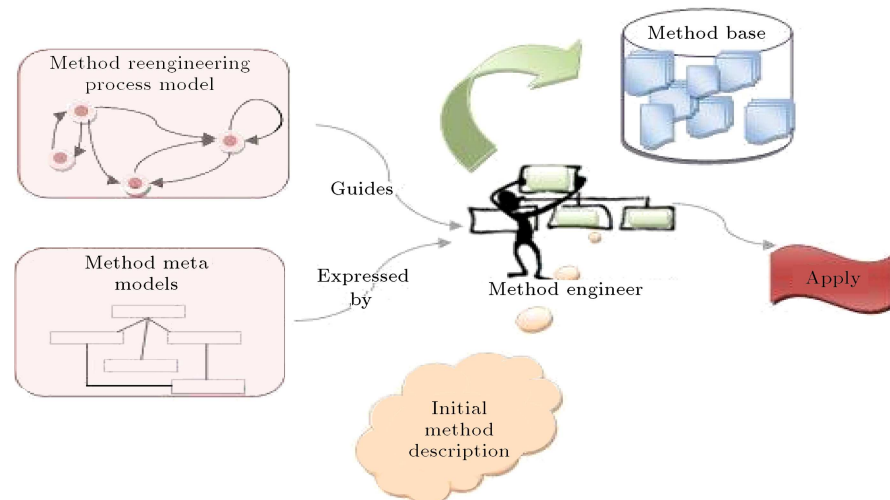 Method reengineering
process model
Method base
Guides
Method meta
models
Expressed
by
Method engineer
Apply
Initial
method
description